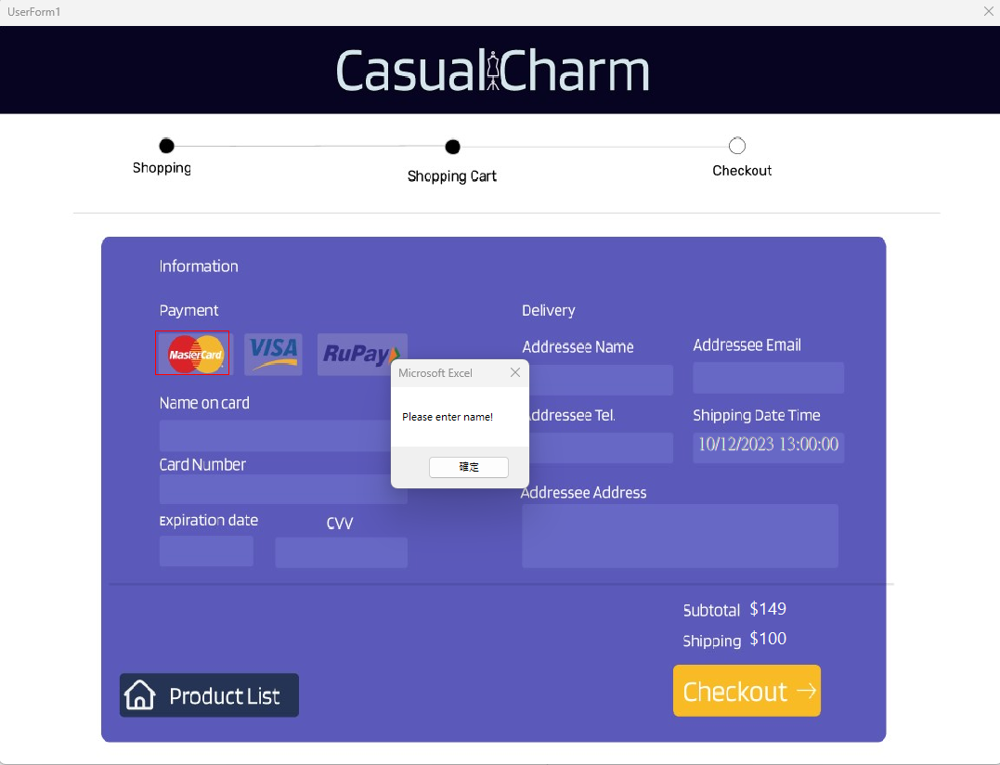 UserForm1
CasualCharm
Shopping
Shopping Cart
Checkout
Information
Payment
MasterCard
VISA
RuPay
Name on card
Card Number
Expiration date
CVV
Microsoft Excel
Please enter name!
確定
Delivery
Addressee Name
Addressee Email
Addressee Tel.
Shipping Date Time
10/12/2023 13:00:00
Addressee Address
Subtotal $149
Shipping $100
Product List
Checkout →